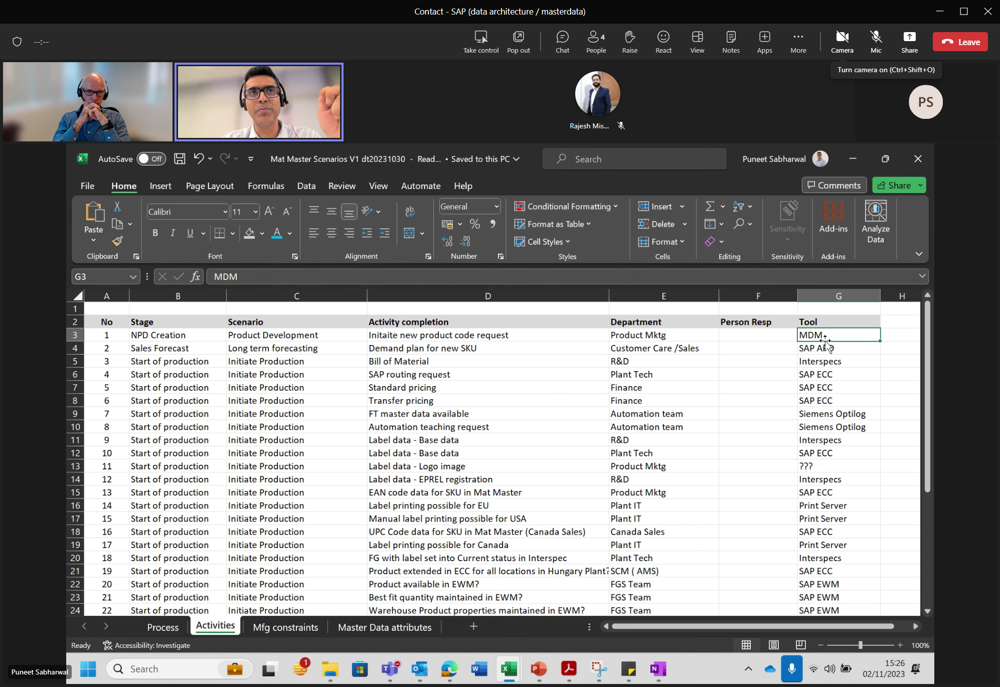 Contact - SAP (data architecture / masterdata)
--:--
Take control
Pop out
Chat
4
People
Raise
React
View
Notes
Apps
More
Camera
Mic
Share
Leave
Turn camera on (Ctrl+Shift+O)
Rajesh Mis...
PS
AutoSave Off
Mat Master Scenarios V1 dt20231030 - Read... • Saved to this PC
Search
Puneet Sabharwal
File Home Insert Page Layout Formulas Data Review View Automate Help
Comments
Share
Paste
Clipboard
Calibri 11
B I U
Font
Alignment
General
Number
Conditional Formatting
Format as Table
Cell Styles
Styles
Insert
Delete
Format
Cells
Editing
Sensitivity
Sensitivity
Add-ins
Add-ins
Analyze
Data
G3 fx MDM
A B C D E F G H
1
2 No Stage Scenario Activity completion Department Person Resp Tool
3 1 NPD Creation Product Development Initaite new product code request Product Mktg MDM
4 2 Sales Forecast Long term forecasting Demand plan for new SKU Customer Care /Sales SAP
5 3 Start of production Initiate Production Bill of Material R&D Interspecs
6 4 Start of production Initiate Production SAP routing request Plant Tech SAP ECC
7 5 Start of production Initiate Production Standard pricing Finance SAP ECC
8 6 Start of production Initiate Production Transfer pricing Finance SAP ECC
9 7 Start of production Initiate Production FT master data available Automation team Siemens Optilog
10 8 Start of production Initiate Production Automation teaching request Automation team Siemens Optilog
11 9 Start of production Initiate Production Label data - Base data R&D Interspecs
12 10 Start of production Initiate Production Label data - Base data Plant Tech SAP ECC
13 11 Start of production Initiate Production Label data - Logo image Product Mktg ???
14 12 Start of production Initiate Production Label data - EPREL registration R&D Interspecs
15 13 Start of production Initiate Production EAN code data for SKU in Mat Master Product Mktg SAP ECC
16 14 Start of production Initiate Production Label printing possible for EU Plant IT Print Server
17 15 Start of production Initiate Production Manual label printing possible for USA Plant IT Print Server
18 16 Start of production Initiate Production UPC Code data for SKU in Mat Master (Canada Sales) Canada Sales SAP ECC
19 17 Start of production Initiate Production Label printing possible for Canada Plant IT Print Server
20 18 Start of production Initiate Production FG with label set into Current status in Interspec Plant Tech Interspecs
21 19 Start of production Initiate Production Product extended in ECC for all locations in Hungary Plant? SCM ( AMS) SAP ECC
22 20 Start of production Initiate Production Product available in EWM? FGS Team SAP EWM
23 21 Start of production Initiate Production Best fit quantity maintained in EWM? FGS Team SAP EWM
24 22 Start of production Initiate Production Warehouse Product properties maintained in EWM? FGS Team SAP EWM
Process Activities Mfg constraints Master Data attributes
Ready Accessibility: Investigate
100%
Puneet Sabharwal
Search
1
15:26
02/11/2023